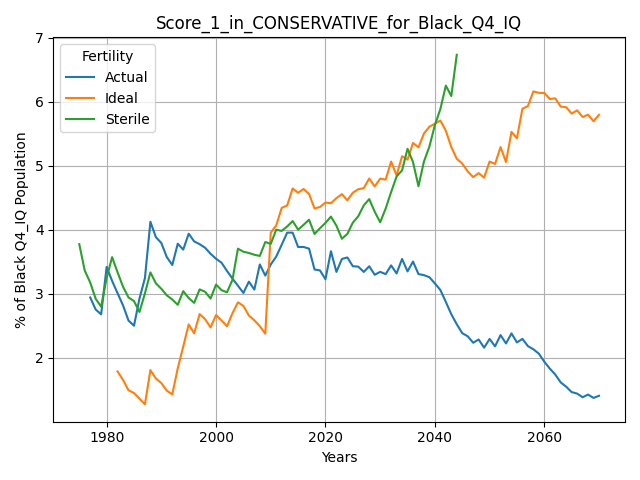 Score_1_in_CONSERVATIVE_for_Black_Q4_IQ
% of Black Q4_IQ Population
7
6
5
4
3
2
Fertility
Actual
Ideal
Sterile
1980
2000
2020
2040
2060
Years